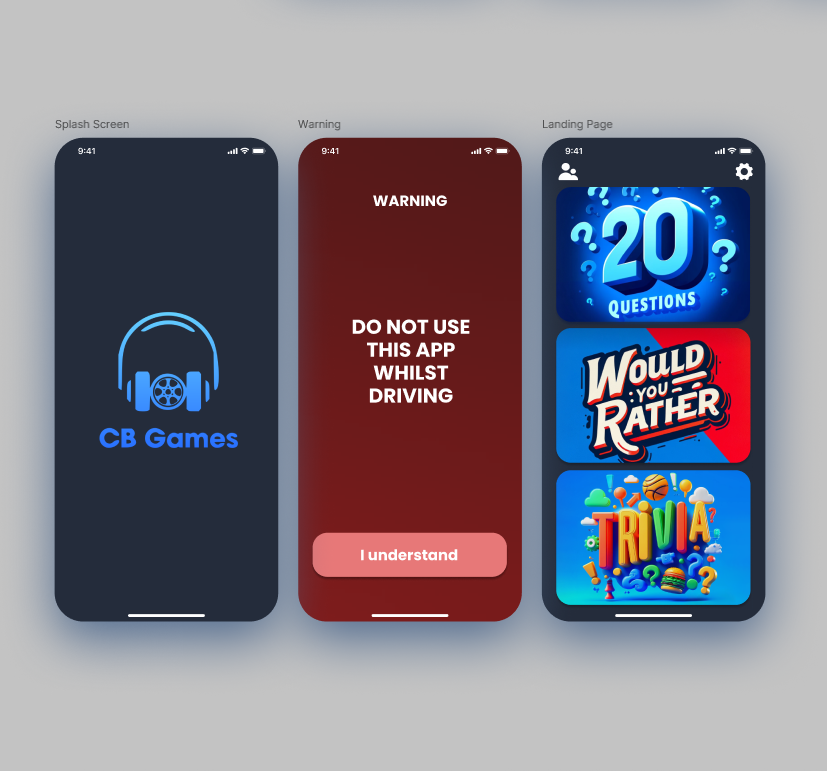 Splash Screen
9:41
CB Games
Warning
9:41
WARNING
DO NOT USE
THIS APP
WHILST
DRIVING
I understand
Landing Page
9:41
20
QUESTIONS
WOULD
YOU
RATHER
TRIVIA